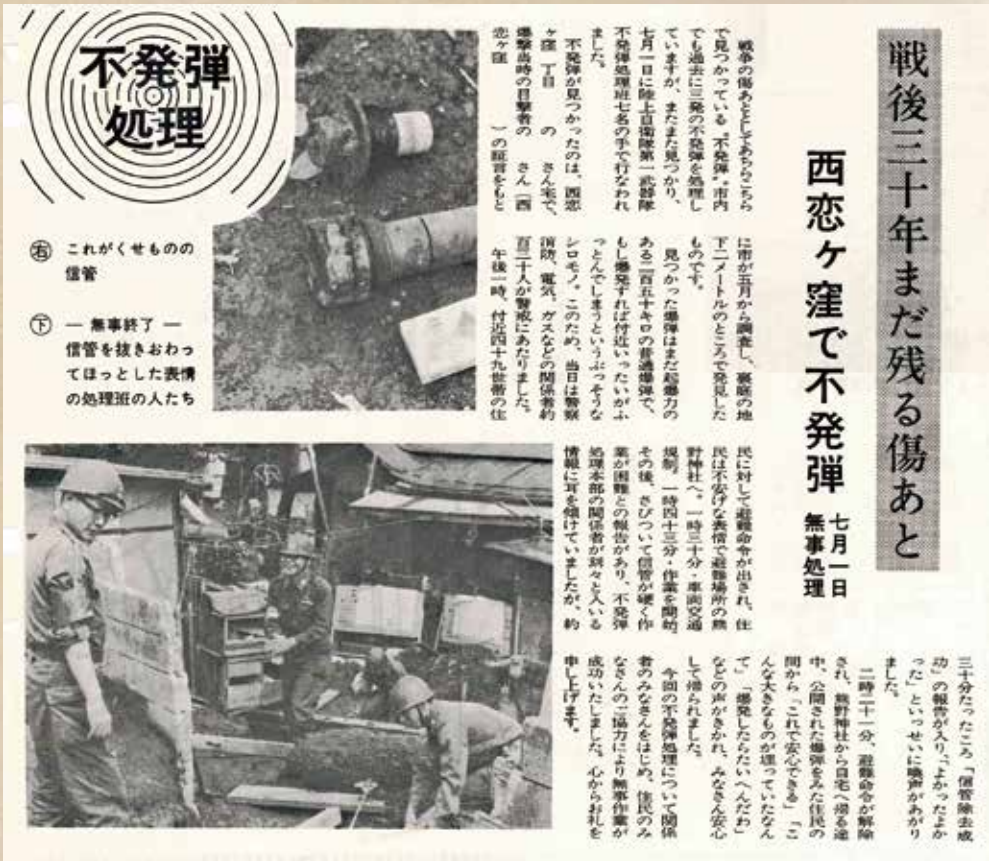 戦後三十年まだ残る傷あと
西恋ヶ窪で不発弾
七月一日
無事処理
不発弾
処理
戦争の傷あととしてあちらこちら
で見つかっている〝不発弾〟。市内
でも過去に三発の不発弾を処理し
ていますが、またまた見つかり、
七月一日に陸上自衛隊第一武器隊
不発弾処理班七名の手で行なわれ
ました。
不発弾が見つかったのは、西恋
ヶ窪 丁目 の さん宅で、
爆撃当時の目撃者の さん(西
恋ヶ窪 )の証言をもと
に市が五月から調査し、裏庭の地
下二メートルのところで発見した
ものです。
見つかった爆弾はまだ起爆力の
ある二百五十キロの普通爆弾で、
もし爆発すれば付近いったいがふ
っとんでしまうというぶっそうな
シロモノ。このため、当日は警察
消防、電気、ガスなどの関係者約
百三十人が警戒にあたりました。
午後一時、付近四十九世帯の住
民に対して避難命令が出され、住
民は不安げな表情で避難場所の熊
野神社へ。一時三十分・車両交通
規制。一時四十三分・作業を開始。
その後、さびついて信管が硬く作
業が困難との報告があり、不発弾
処理本部の関係者が刻々と入いる
情報に耳を傾けていましたが、約
三十分たったころ「信管除去成
功」の報告が入り、「よかったよか
った」といっせいに喚声があがり
ました。
二時二十一分、避難命令が解除
され、熊野神社から自宅へ帰る途
中、公開された爆弾をみた住民の
間から「これで安心できる」「こ
んな大きなものが埋っていたなん
て」「爆発したらたいへんだわ」
などの声がきかれ、みなさん安心
して帰られました。
今回の不発弾処理について関係
者のみなさんをはじめ、住民のみ
なさんのご協力により無事作業が
成功いたしました。心からお礼を
申し上げます。
右 これがくせものの
信管
下 ― 無事終了 ―
信管を抜きおわっ
てほっとした表情
の処理班の人たち